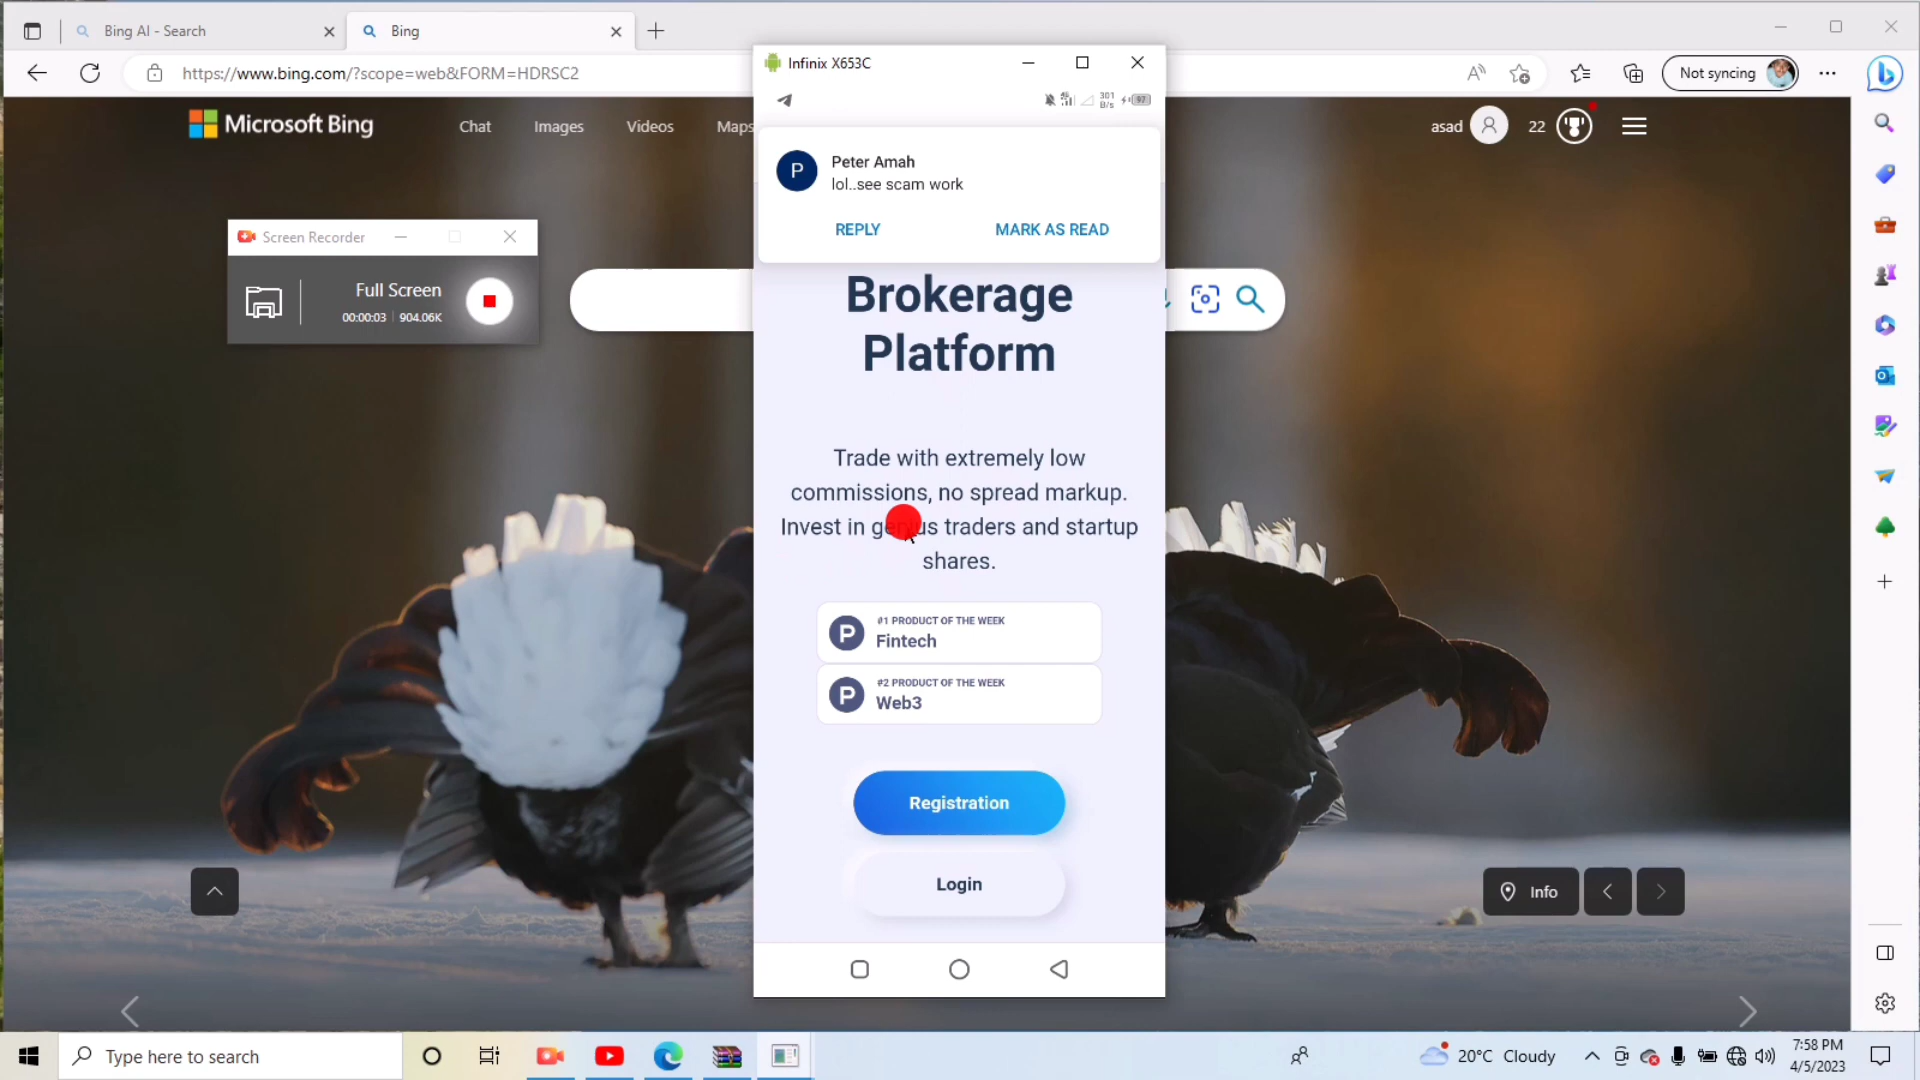 Bing AI - Search
Bing
https://www.bing.com/?scope=web&FORM=HDRSC2
Not syncing
Microsoft Bing
Chat
Images
Videos
Maps
asad
22
Screen Recorder
Full Screen
00:00:03
904.06K
Infinix X653C
301
B/s
97
P
Peter Amah
lol..see scam work
REPLY
MARK AS READ
Brokerage
Platform
Trade with extremely low
commissions, no spread markup.
Invest in genius traders and startup
shares.
P
#1 PRODUCT OF THE WEEK
Fintech
P
#2 PRODUCT OF THE WEEK
Web3
Registration
Login
Info
Type here to search
20°C Cloudy
7:58 PM
4/5/2023